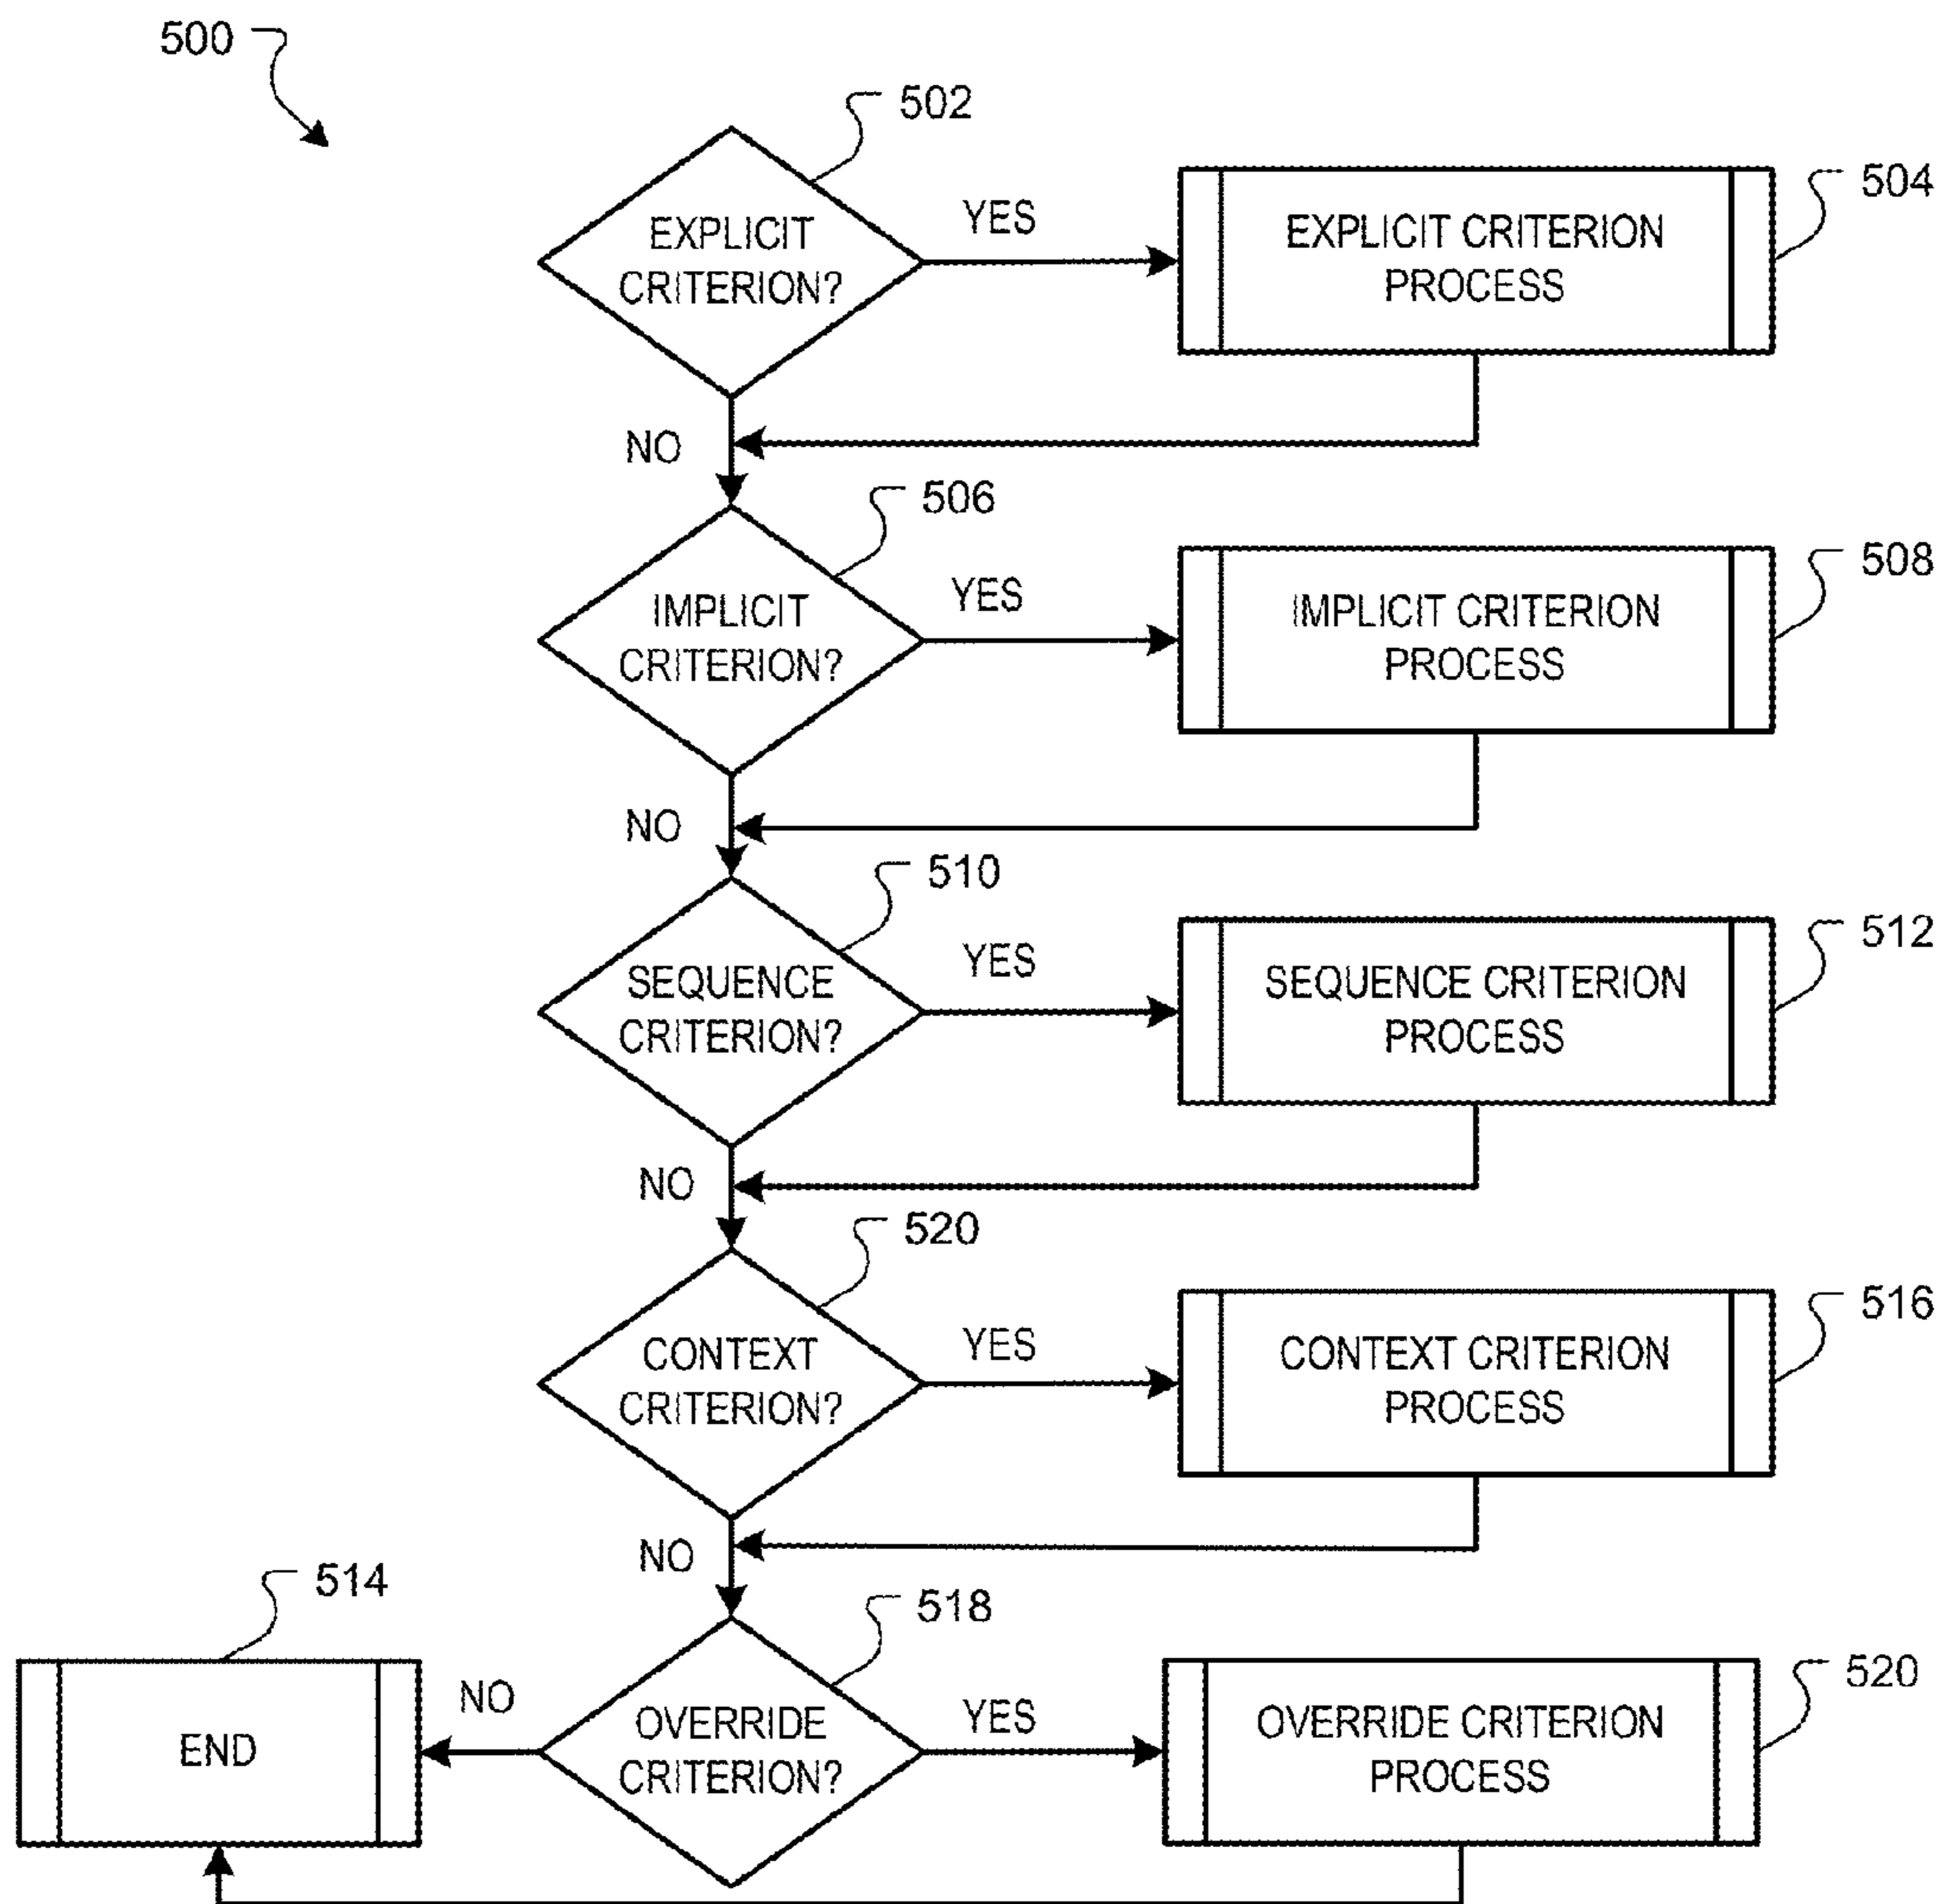 500
502
EXPLICIT
CRITERION?
YES
EXPLICIT CRITERION
PROCESS
504
NO
506
IMPLICIT
CRITERION?
YES
IMPLICIT CRITERION
PROCESS
508
NO
510
SEQUENCE
CRITERION?
YES
SEQUENCE CRITERION
PROCESS
512
NO
520
CONTEXT
CRITERION?
YES
CONTEXT CRITERION
PROCESS
516
NO
514
END
NO
518
OVERRIDE
CRITERION?
YES
OVERRIDE CRITERION
PROCESS
520